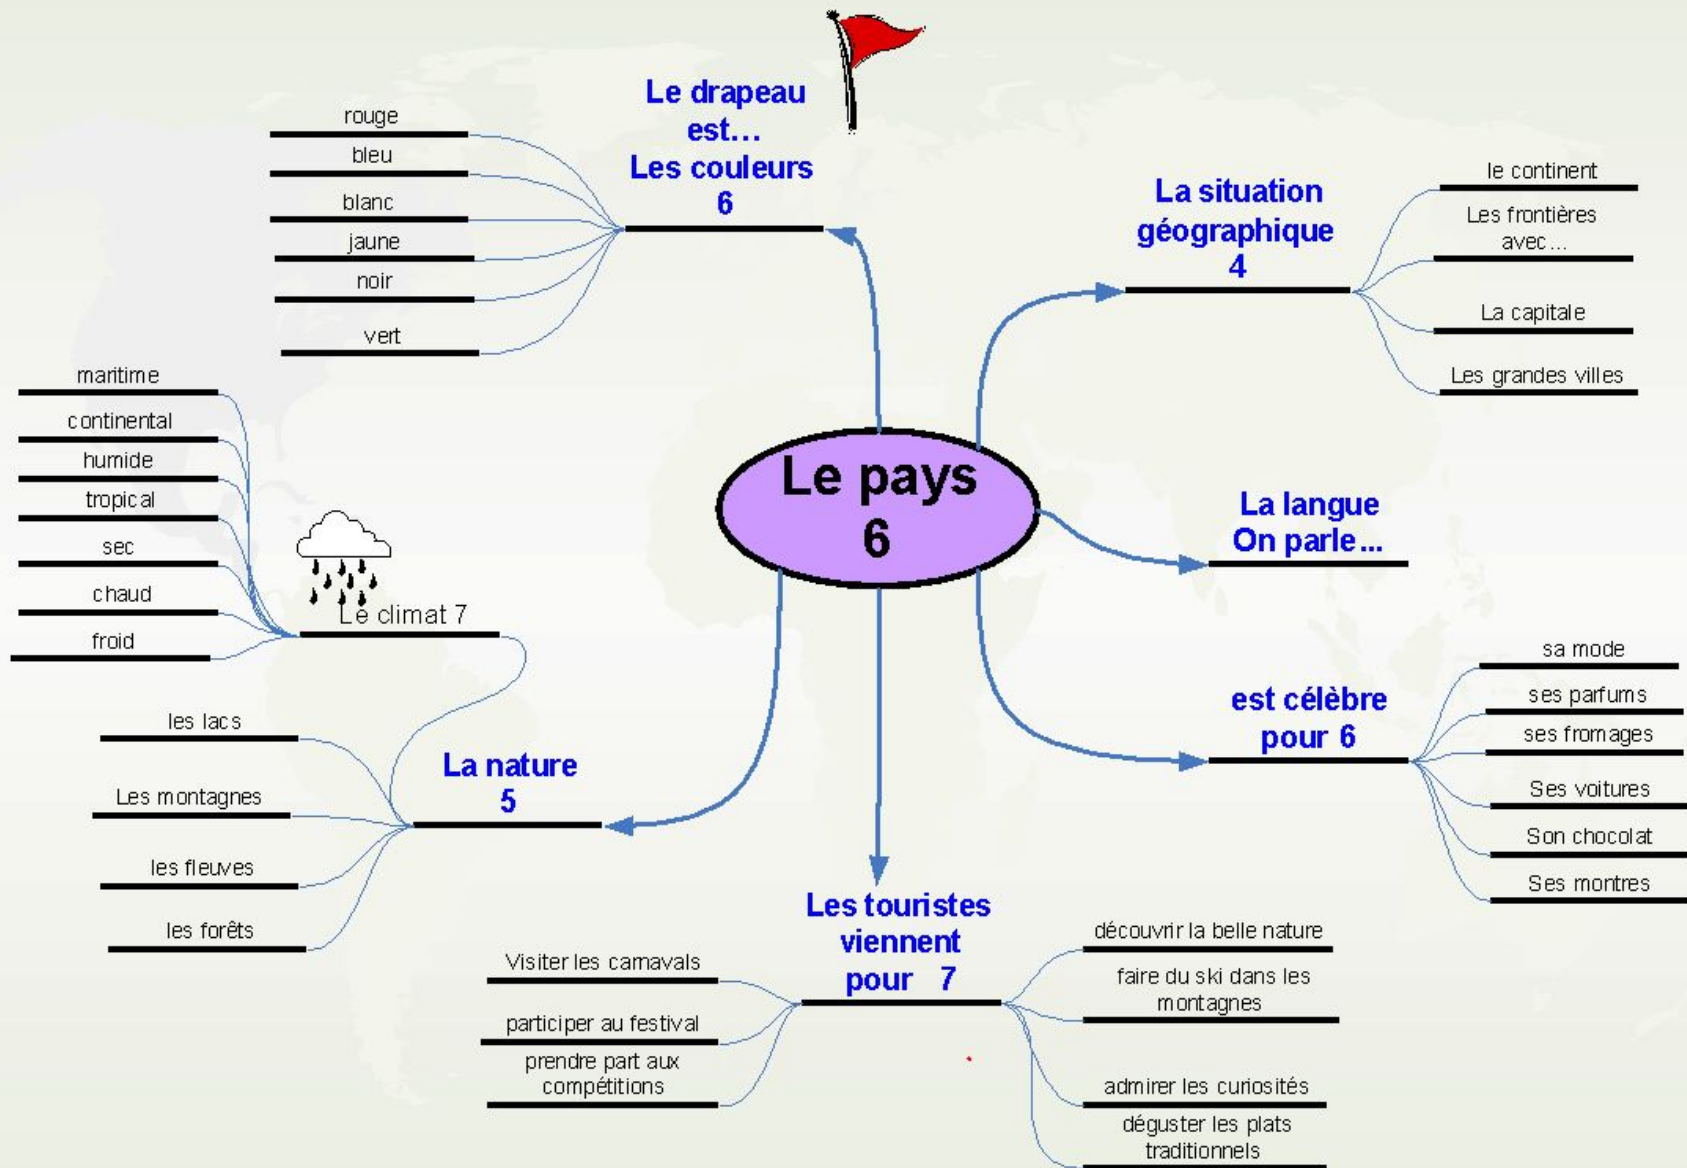 Le pays
6
Le drapeau
est...
Les couleurs
6
rouge
bleu
blanc
jaune
noir
vert
La situation
géographique
4
le continent
Les frontières
avec...
La capitale
Les grandes villes
La langue
On parle...
est célèbre
pour 6
sa mode
ses parfums
ses fromages
Ses voitures
Son chocolat
Ses montres
Les touristes
viennent
pour 7
découvrir la belle nature
faire du ski dans les
montagnes
admirer les curiosités
déguster les plats
traditionnels
Visiter les carnavals
participer au festival
prendre part aux
compétitions
La nature
5
les lacs
Les montagnes
les fleuves
les forêts
Le climat 7
maritime
continental
humide
tropical
sec
chaud
froid